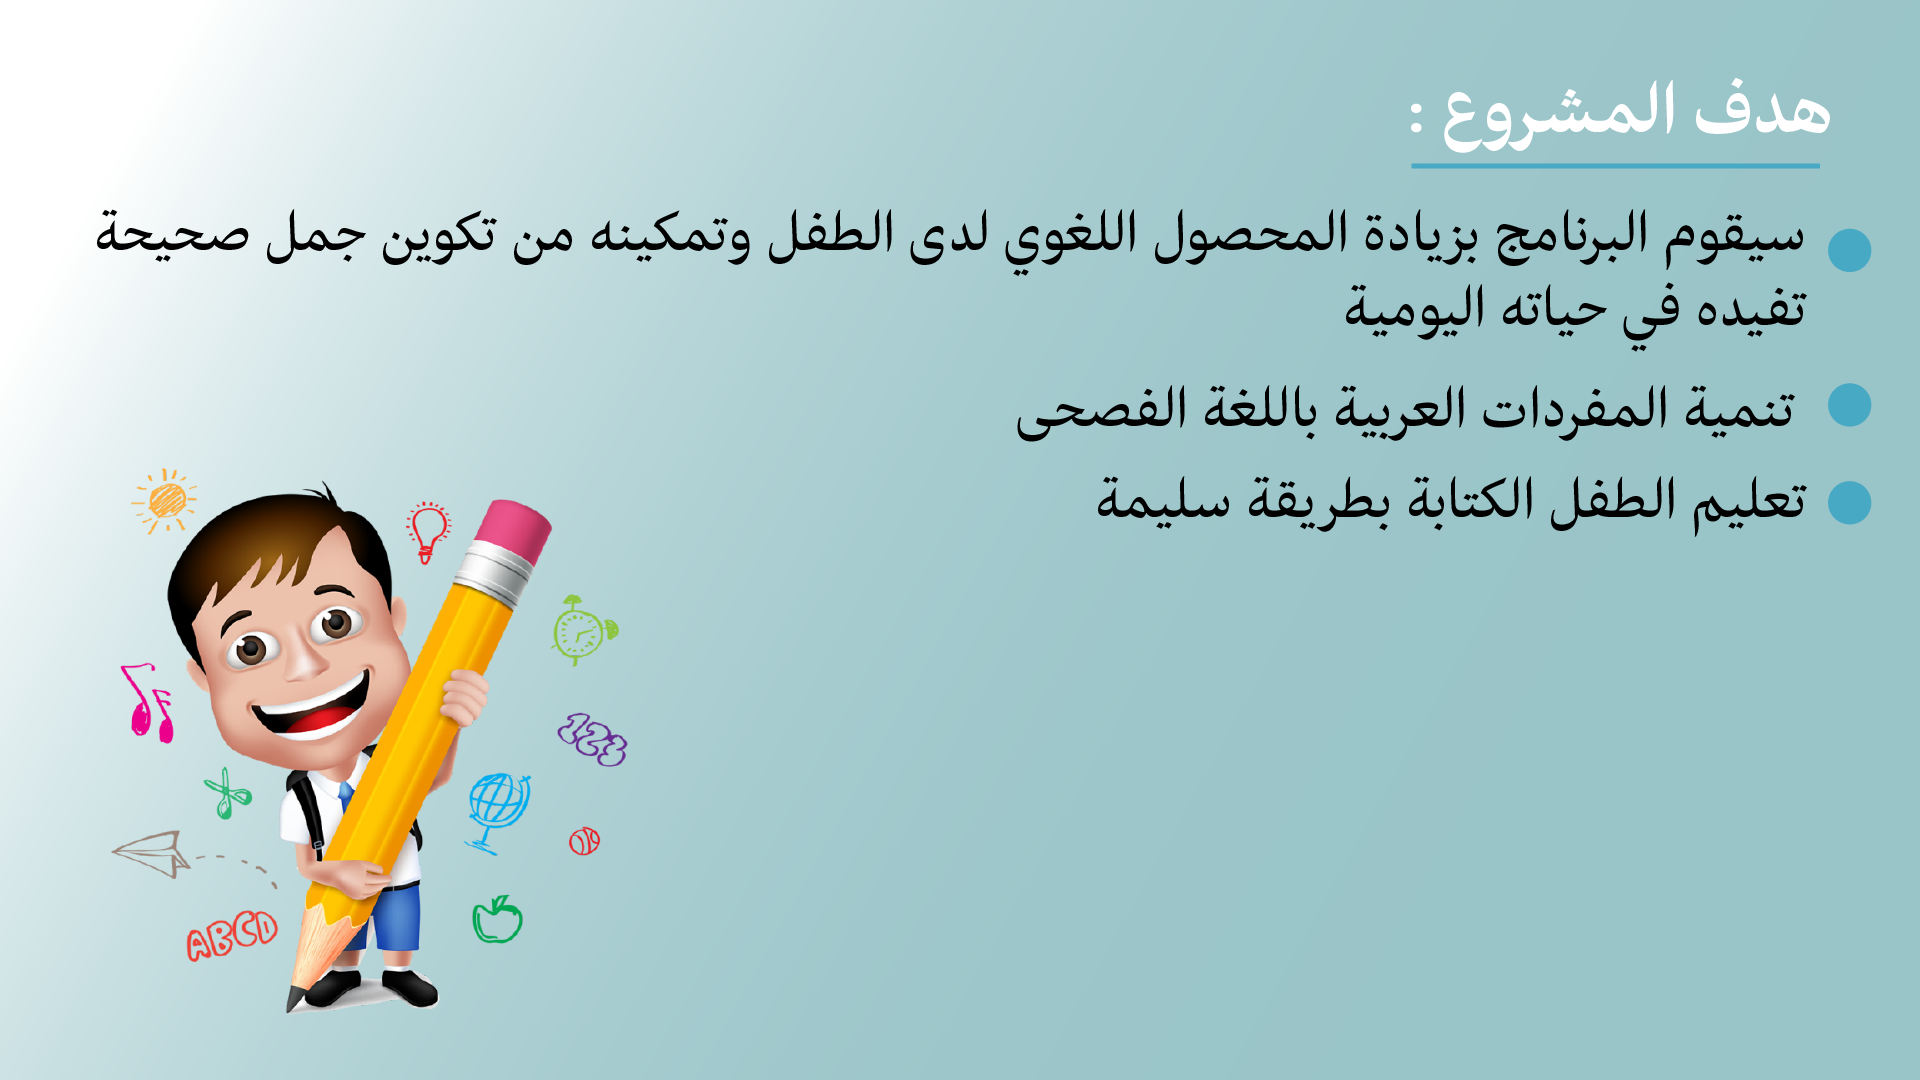 هدف المشروع :
سيقوم البرنامج بزيادة المحصول اللغوي لدى الطفل وتمكينه من تكوين جمل صحيحة
تفيده في حياته اليومية
تنمية المفردات العربية باللغة الفصحى
تعليم الطفل الكتابة بطريقة سليمة
123
ABCD